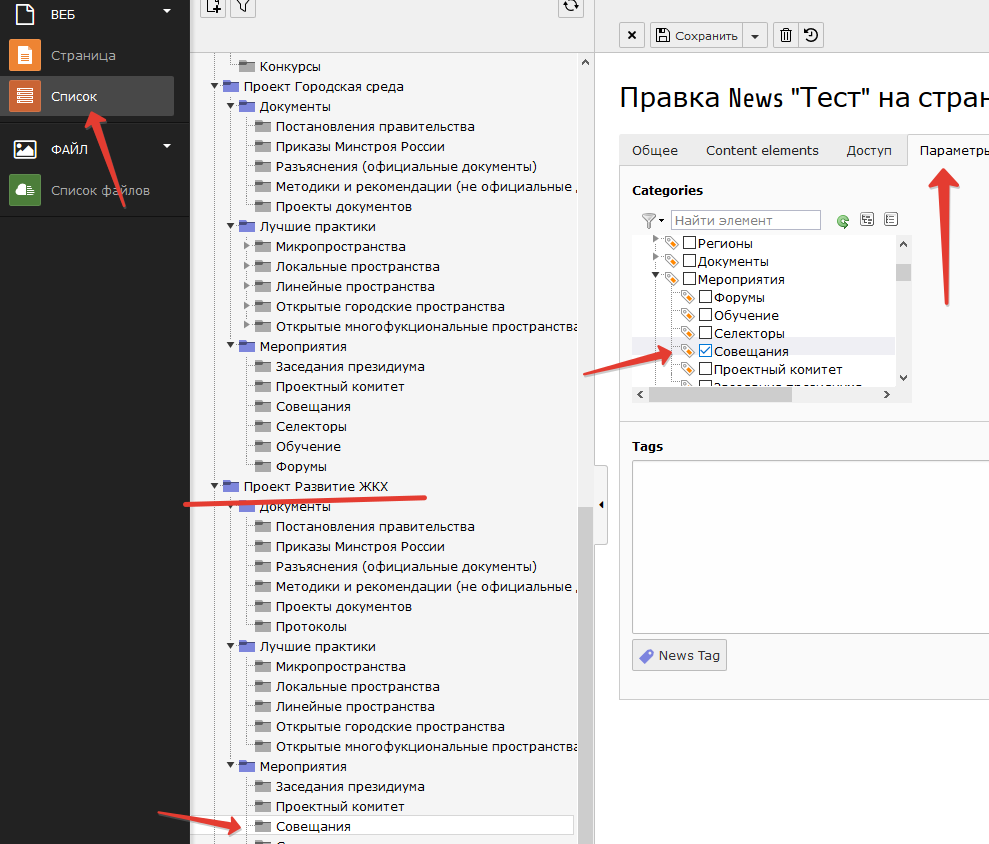 ВЕБ
Страница
Список
ФАЙЛ
Список файлов
Конкурсы
Проект Городская среда
Документы
Постановления правительства
Приказы Минстроя России
Разъяснения (официальные документы)
Методики и рекомендации (не официальные
Проекты документов
Лучшие практики
Микропространства
Локальные пространства
Линейные пространства
Открытые городские пространства
Открытые многофукциональные пространства
Мероприятия
Заседания президиума
Проектный комитет
Совещания
Селекторы
Обучение
Форумы
Проект Развитие ЖКХ
Документы
Постановления правительства
Приказы Минстроя России
Разъяснения (официальные документы)
Методики и рекомендации (не официальные
Проекты документов
Протоколы
Лучшие практики
Микропространства
Локальные пространства
Линейные пространства
Открытые городские пространства
Открытые многофукциональные пространства
Мероприятия
Заседания президиума
Проектный комитет
Совещания
Сохранить
Правка News "Тест" на стран
Общее Content elements Доступ Параметры
Categories
Найти элемент
Регионы
Документы
Мероприятия
Форумы
Обучение
Селекторы
Совещания
Проектный комитет
Заседания президиума
Tags
News Tag